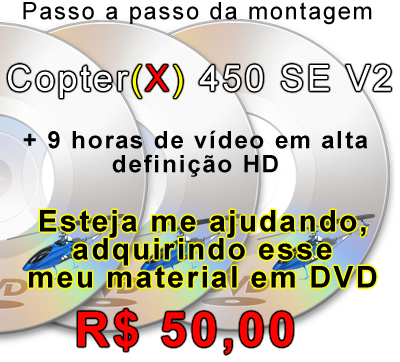 Passo a passo da montagem
Copter(X) 450 SE V2
+ 9 horas de vídeo em alta
definição HD
Esteja me ajudando,
adquirindo esse
meu material em DVD
R$ 50,00